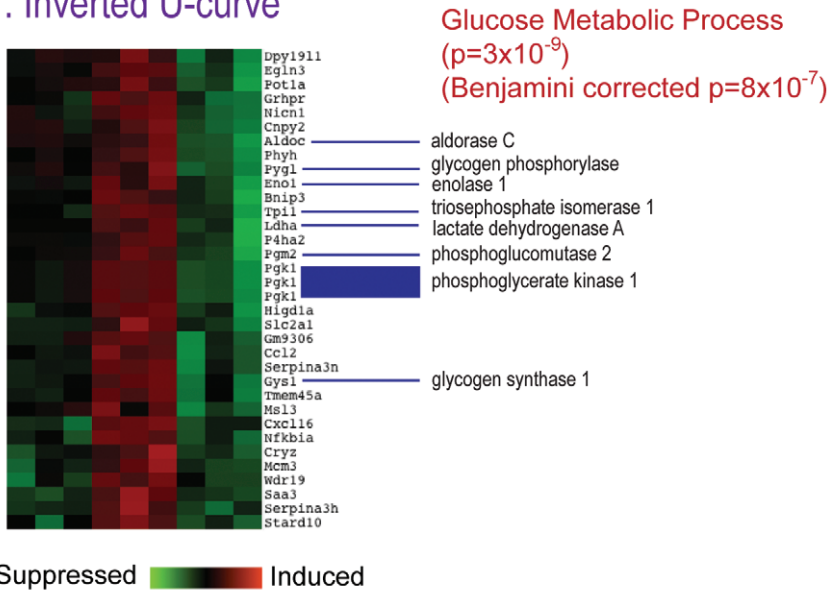 . Inverted U-curve
Glucose Metabolic Process
(p=3x10-9)
(Benjamini corrected p=8x10-7)
Dpy19l1
Egln3
Pot1a
Grhpr
Nicn1
Cnpy2
Aldoc
aldorase C
Phyh
Pygl
glycogen phosphorylase
Eno1
enolase 1
Bnip3
Tpi1
triosephosphate isomerase 1
Ldha
lactate dehydrogenase A
P4ha2
Pgm2
phosphoglucomutase 2
Pgk1
Pgk1
phosphoglycerate kinase 1
Pgk1
Higd1a
Slc2a1
Gm9306
Ccl2
Serpina3n
Gys1
glycogen synthase 1
Tmem45a
Msl3
Cxcl16
Nfkbia
Cryz
Mcm3
Wdr19
Saa3
Serpina3h
Stard10
Suppressed
Induced